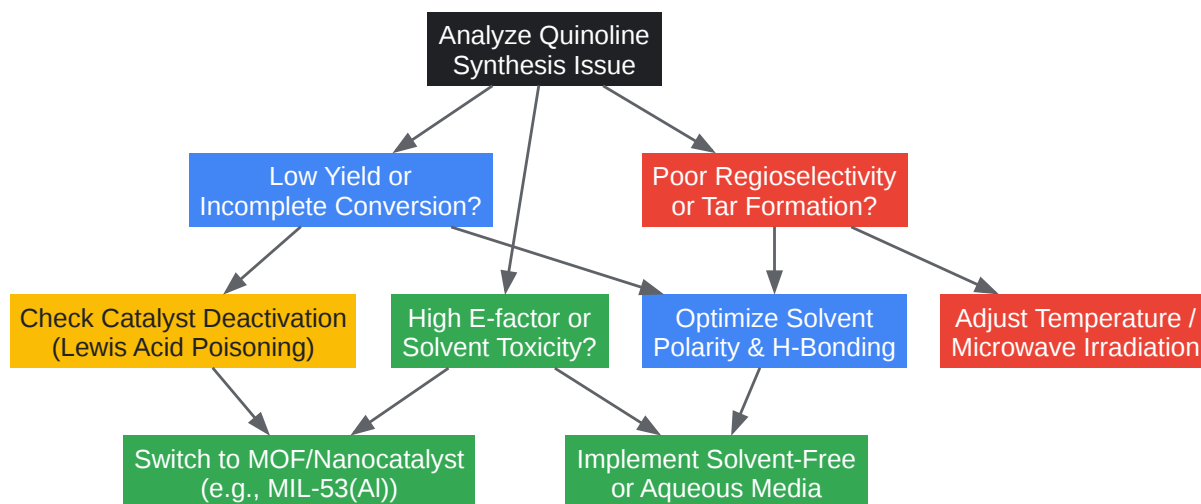 Analyze Quinoline
Synthesis Issue
Low Yield or
Incomplete Conversion?
Poor Regioselectivity
or Tar Formation?
Check Catalyst Deactivation
(Lewis Acid Poisoning)
High E-factor or
Solvent Toxicity?
Optimize Solvent
Polarity & H-Bonding
Adjust Temperature /
Microwave Irradiation
Switch to MOF/Nanocatalyst
(e.g., MIL-53(Al))
Implement Solvent-Free
or Aqueous Media